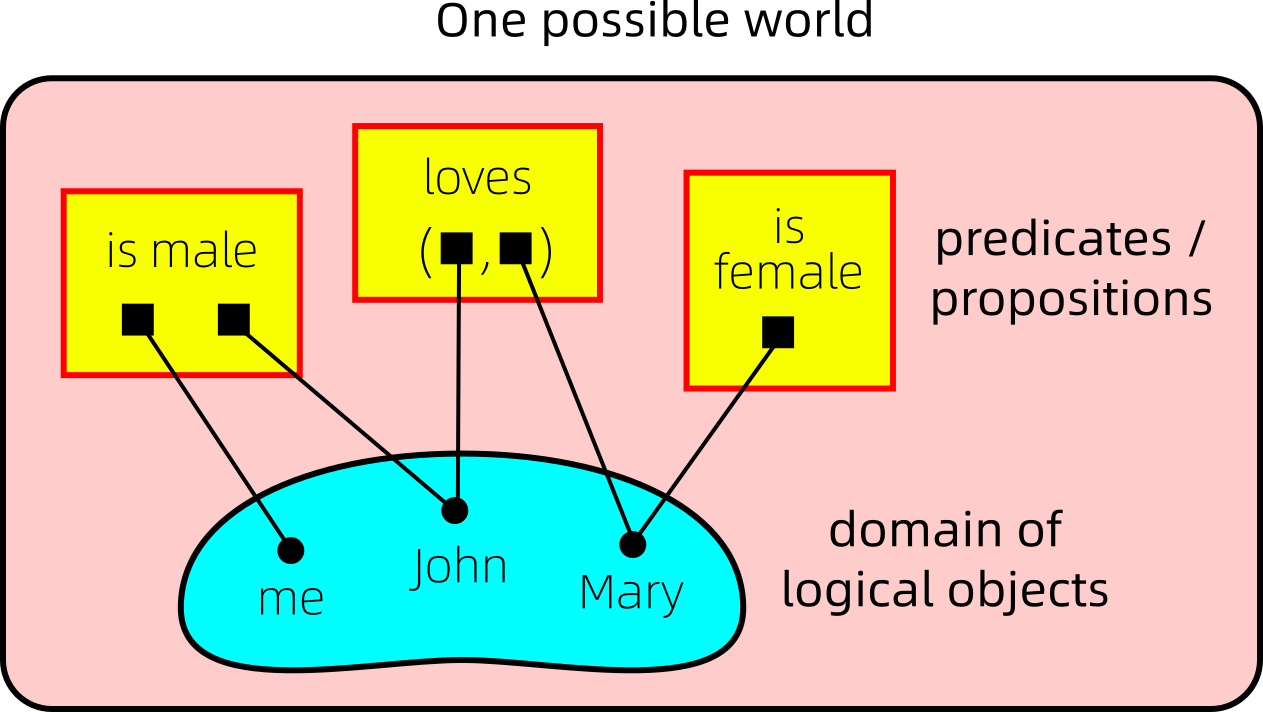 One possible world
is male
loves
( , )
is
female
predicates /
propositions
me
John
Mary
domain of
logical objects